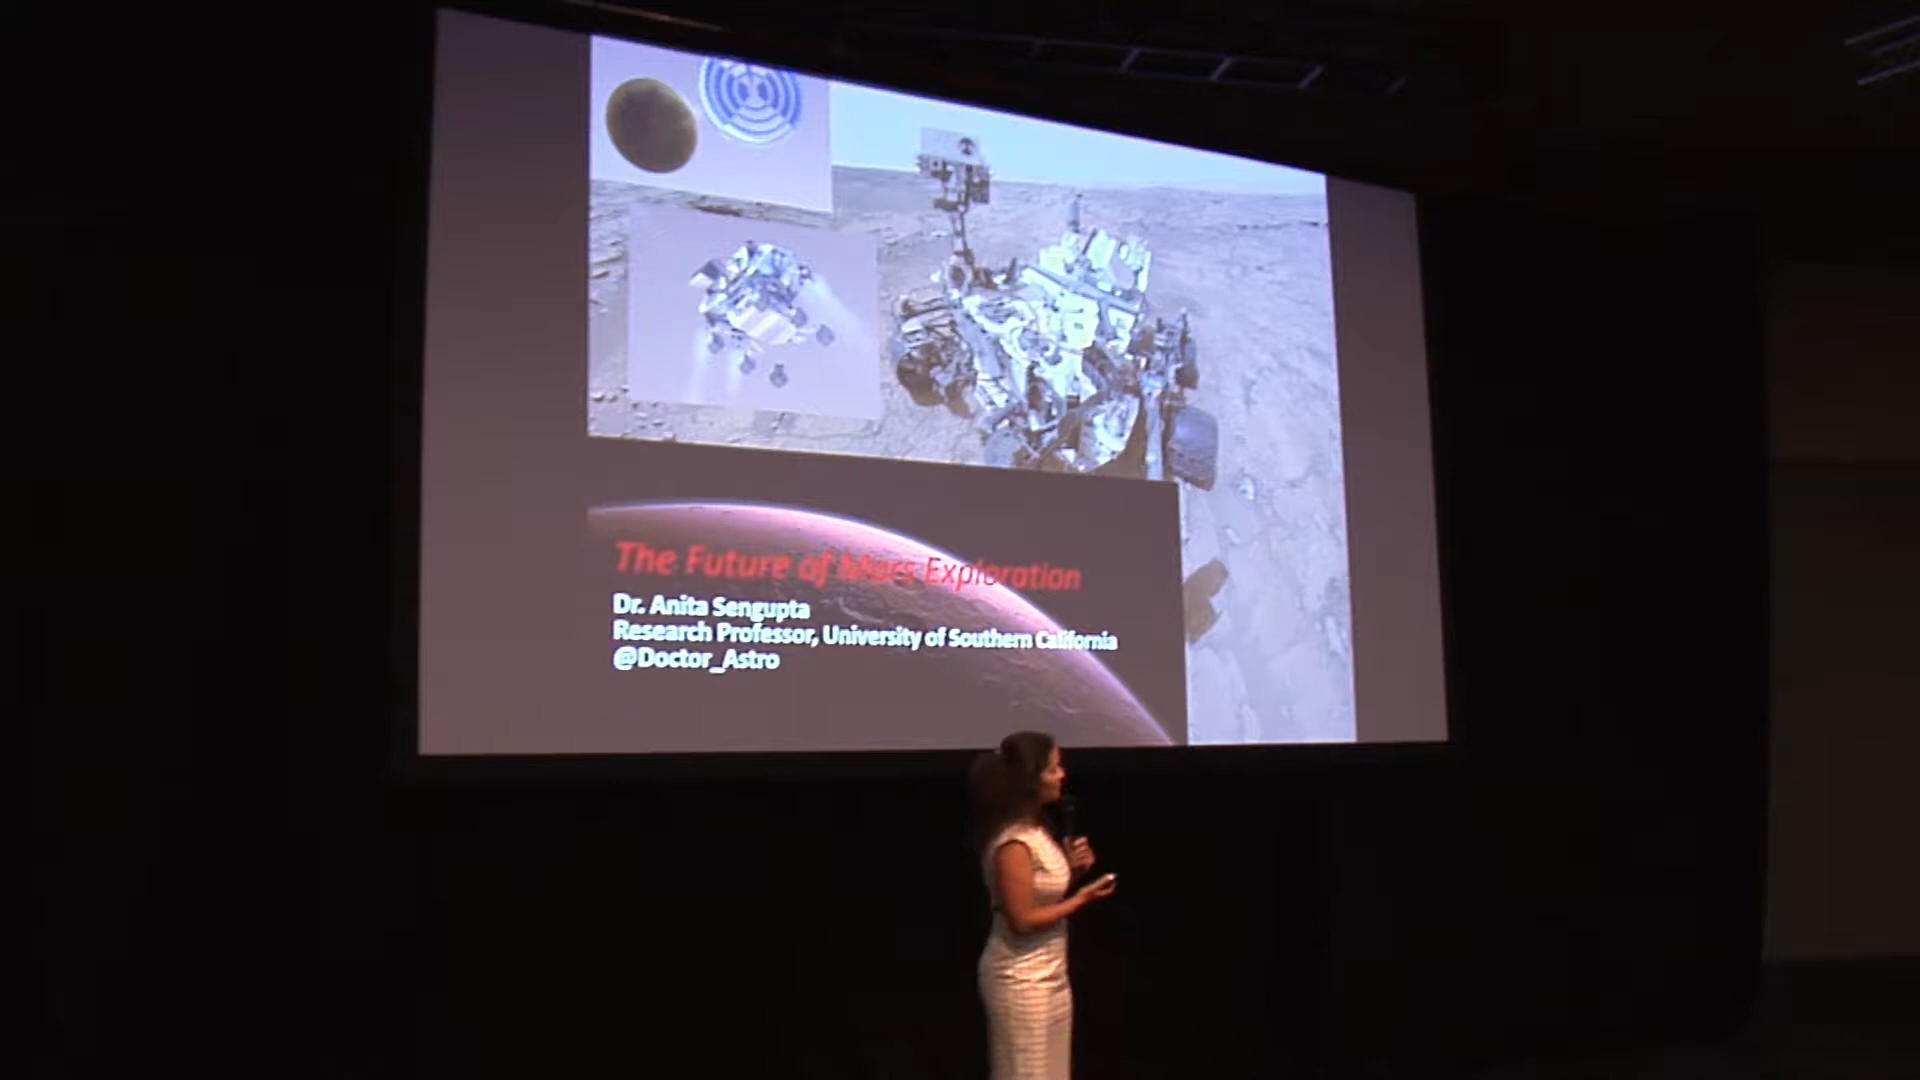 The Future of Mars Exploration
Dr. Anita Sengupta
Research Professor, University of Southern California
@Doctor_Astro